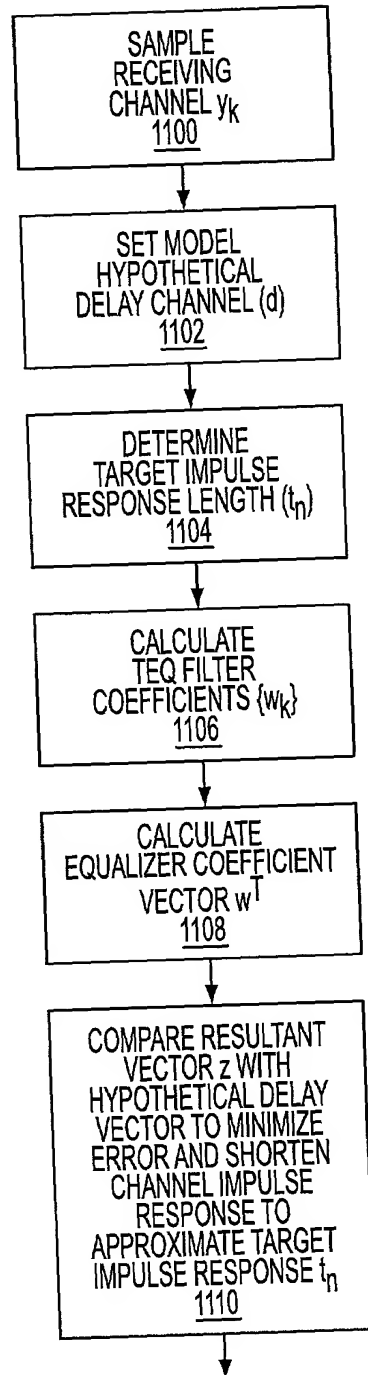 SAMPLE
RECEIVING
CHANNEL yk
1100
SET MODEL
HYPOTHETICAL
DELAY CHANNEL (d)
1102
DETERMINE
TARGET IMPULSE
RESPONSE LENGTH (tn)
1104
CALCULATE
TEQ FILTER
COEFFICIENTS {wk}
1106
CALCULATE
EQUALIZER COEFFICIENT
VECTOR wT
1108
COMPARE RESULTANT
VECTOR z WITH
HYPOTHETICAL DELAY
VECTOR TO MINIMIZE
ERROR AND SHORTEN
CHANNEL IMPULSE
RESPONSE TO
APPROXIMATE TARGET
IMPULSE RESPONSE tn
1110